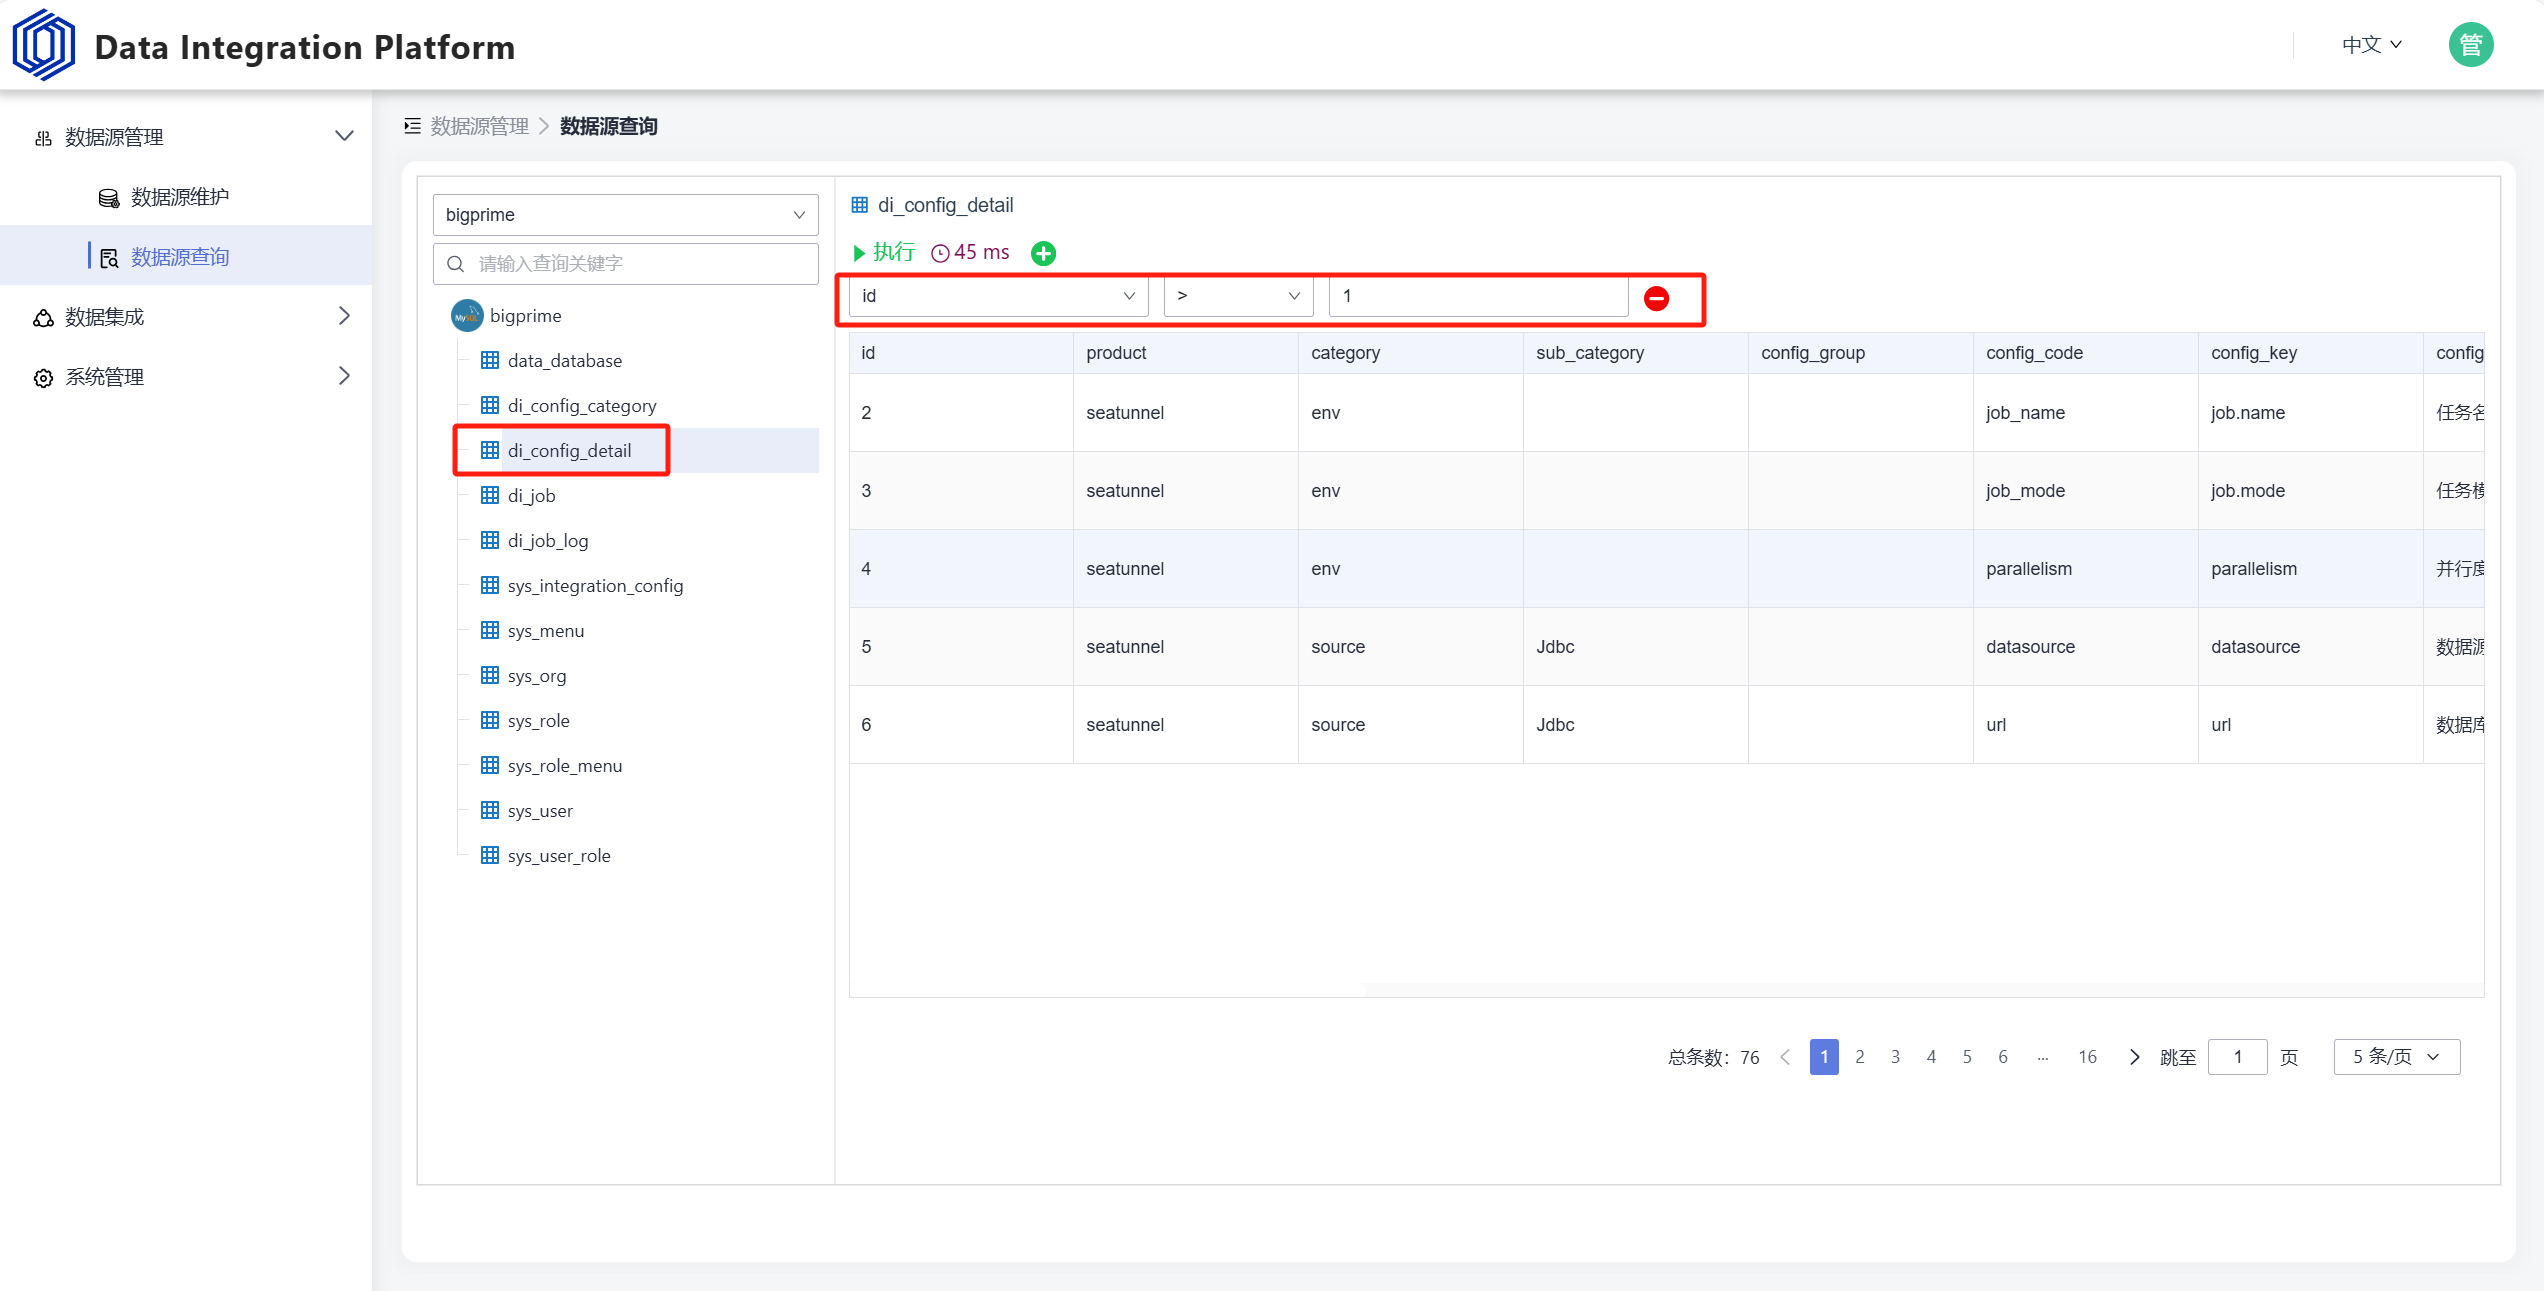 Data Integration Platform
中文
管
数据源管理
数据源维护
数据源查询
数据集成
系统管理
数据源管理 > 数据源查询
bigprime
请输入查询关键字
MySQL bigprime
data_database
di_config_category
di_config_detail
di_job
di_job_log
sys_integration_config
sys_menu
sys_org
sys_role
sys_role_menu
sys_user
sys_user_role
di_config_detail
执行 45 ms
id > 1
id product category sub_category config_group config_code config_key config
2 seatunnel env job_name job.name 任务名
3 seatunnel env job_mode job.mode 任务模
4 seatunnel env parallelism parallelism 并行度
5 seatunnel source Jdbc datasource datasource 数据源
6 seatunnel source Jdbc url url 数据库
总条数: 76 1 2 3 4 5 6 ... 16 跳至 1 页 5 条/页